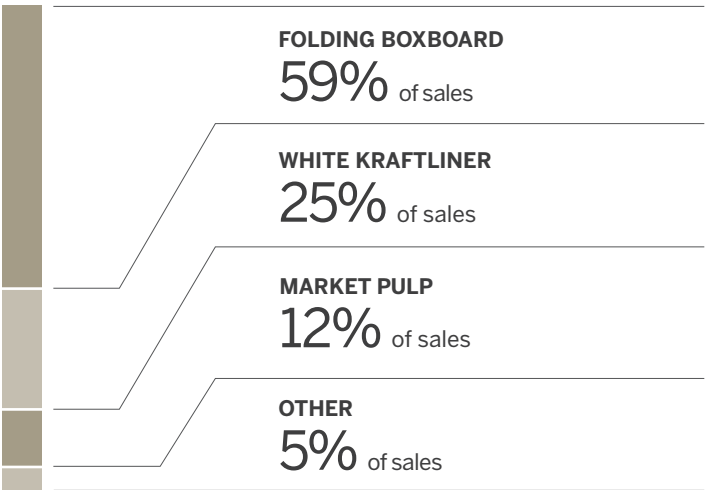 FOLDING BOXBOARD
59% of sales
WHITE KRAFTLINER
25% of sales
MARKET PULP
12% of sales
OTHER
5% of sales